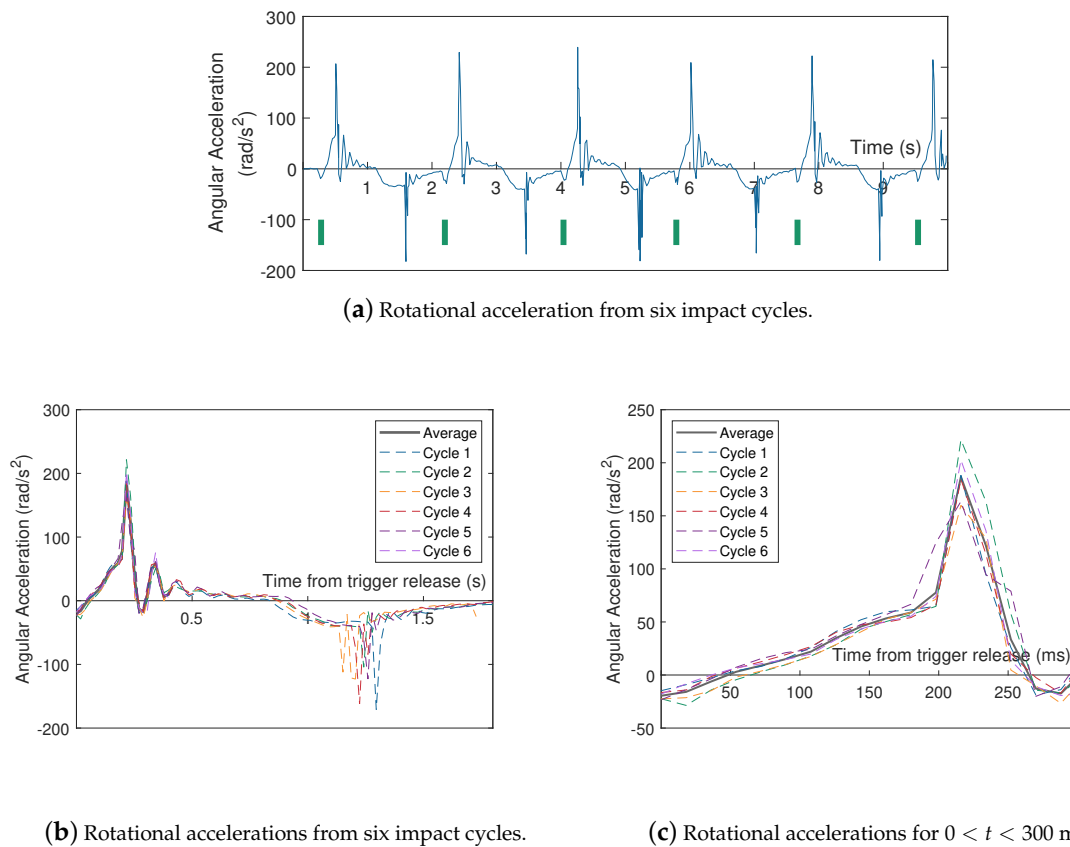 300
200
100
0
-100
-200
Angular Acceleration
(rad/s²)
Time (s)
1 2 3 4 5 6 7 8 9
(a) Rotational acceleration from six impact cycles.
300
200
100
0
-100
-200
Angular Acceleration (rad/s²)
Average
Cycle 1
Cycle 2
Cycle 3
Cycle 4
Cycle 5
Cycle 6
Time from trigger release (s)
0.5 1.5
(b) Rotational accelerations from six impact cycles.
250
200
150
100
50
0
-50
Angular Acceleration (rad/s²)
Average
Cycle 1
Cycle 2
Cycle 3
Cycle 4
Cycle 5
Cycle 6
Time from trigger release (ms)
50 100 150 200 250
(c) Rotational accelerations for 0 < t < 300 m